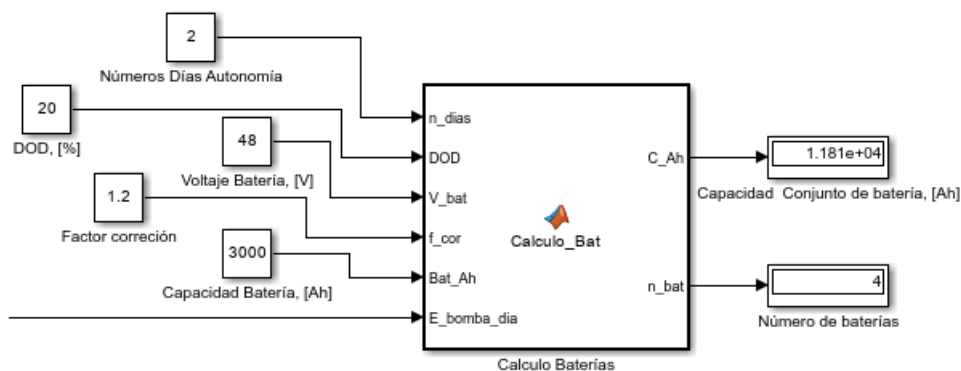 2
Números Días Autonomía
20
DOD, [%]
48
Voltaje Batería, [V]
1.2
Factor correción
3000
Capacidad Batería, [Ah]
n_dias
DOD
V_bat
f_cor
Bat_Ah
E_bomba_dia
Calculo_Bat
C_Ah
n_bat
Calculo Baterías
1.181e+04
Capacidad Conjunto de batería, [Ah]
4
Número de baterías